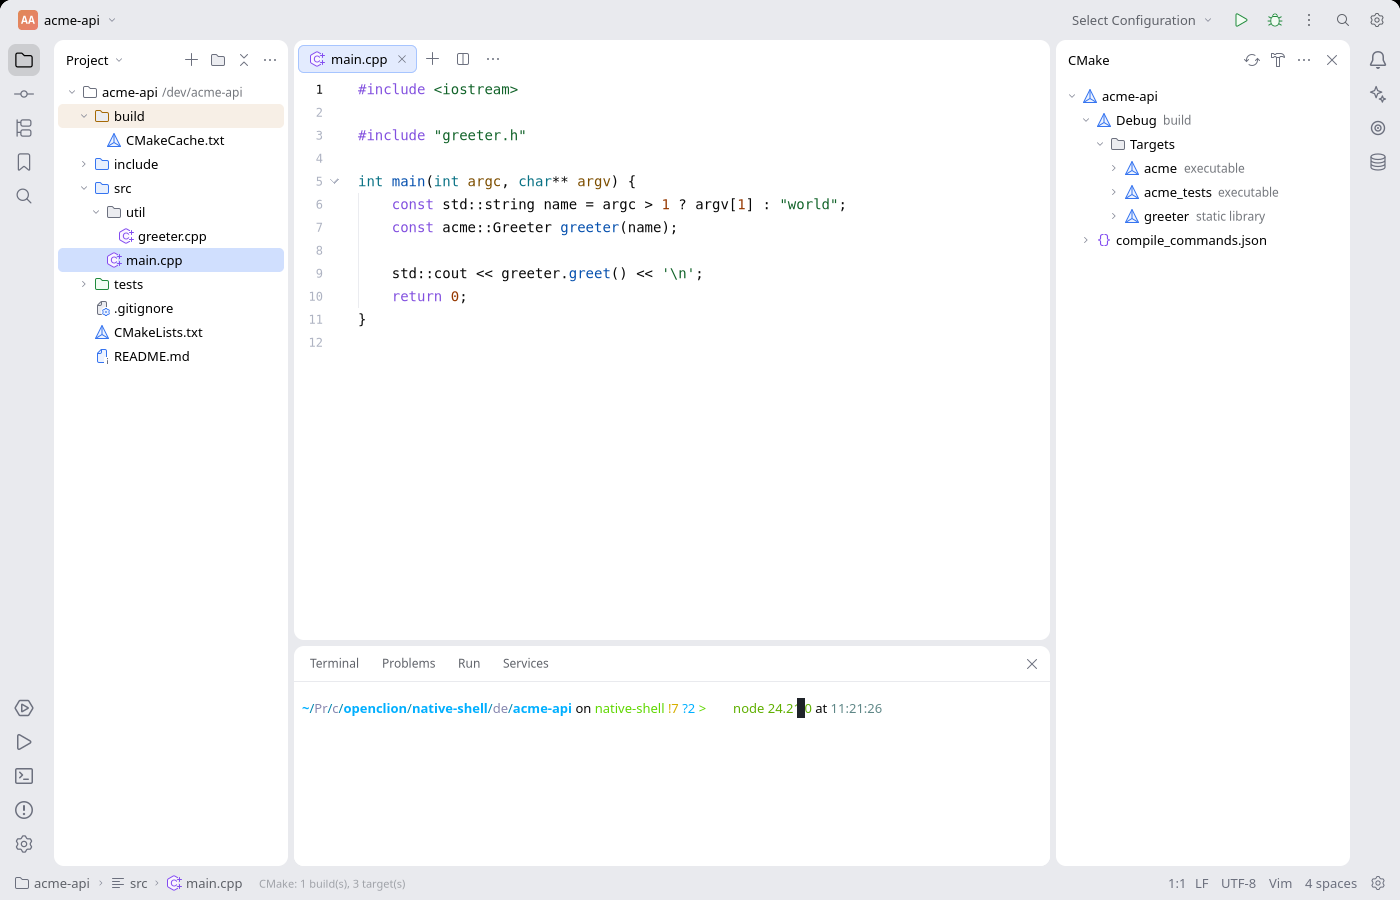 AA acme-api
Select Configuration
Project
acme-api /dev/acme-api
build
CMakeCache.txt
include
src
util
greeter.cpp
main.cpp
tests
.gitignore
CMakeLists.txt
README.md
main.cpp
1 #include <iostream>
2
3 #include "greeter.h"
4
5 int main(int argc, char** argv) {
6 const std::string name = argc > 1 ? argv[1] : "world";
7 const acme::Greeter greeter(name);
8
9 std::cout << greeter.greet() << '\n';
10 return 0;
11 }
12
Terminal Problems Run Services
~/Pr/c/openclion/native-shell/de/acme-api on native-shell !7 ?2 > node at 11:21:26
CMake
acme-api
Debug build
Targets
acme executable
acme_tests executable
greeter static library
{} compile_commands.json
acme-api > src > main.cpp CMake: 1 build(s), 3 target(s) 1:1 LF UTF-8 Vim 4 spaces